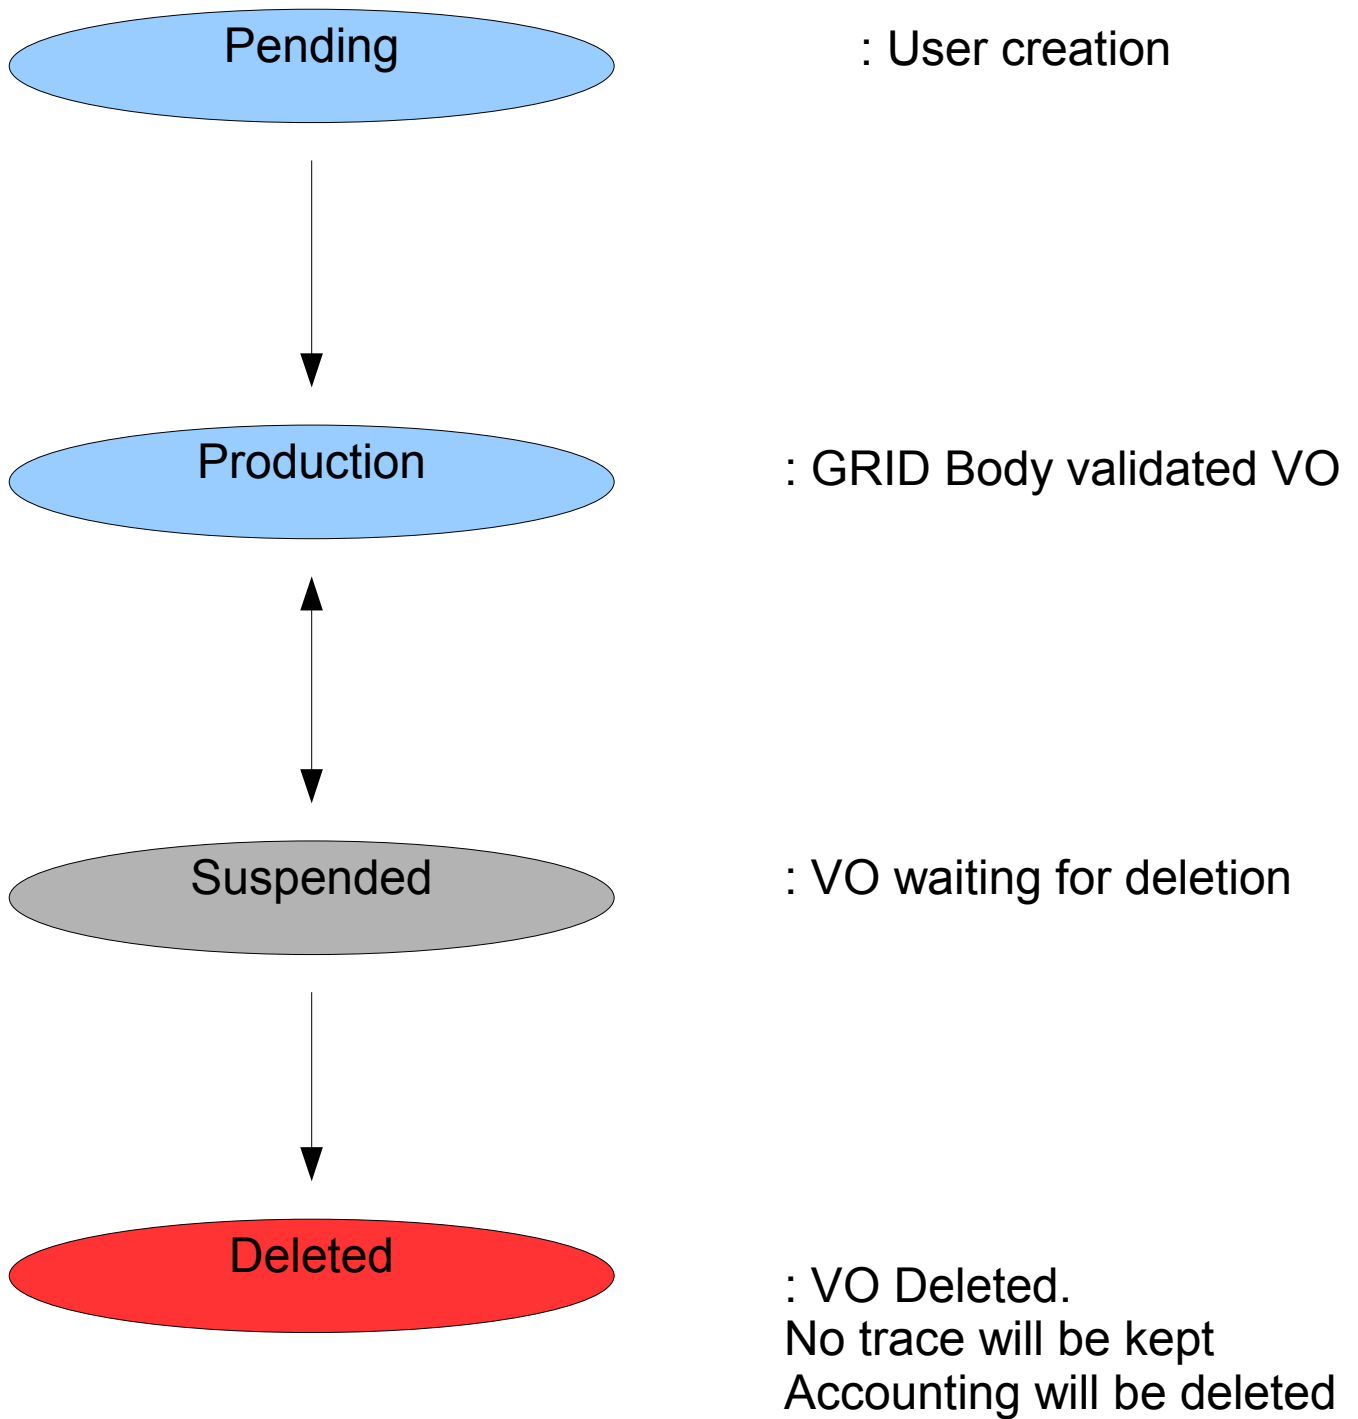 Pending
: User creation
Production
: GRID Body validated VO
Suspended
: VO waiting for deletion
Deleted
: VO Deleted.
No trace will be kept
Accounting will be deleted